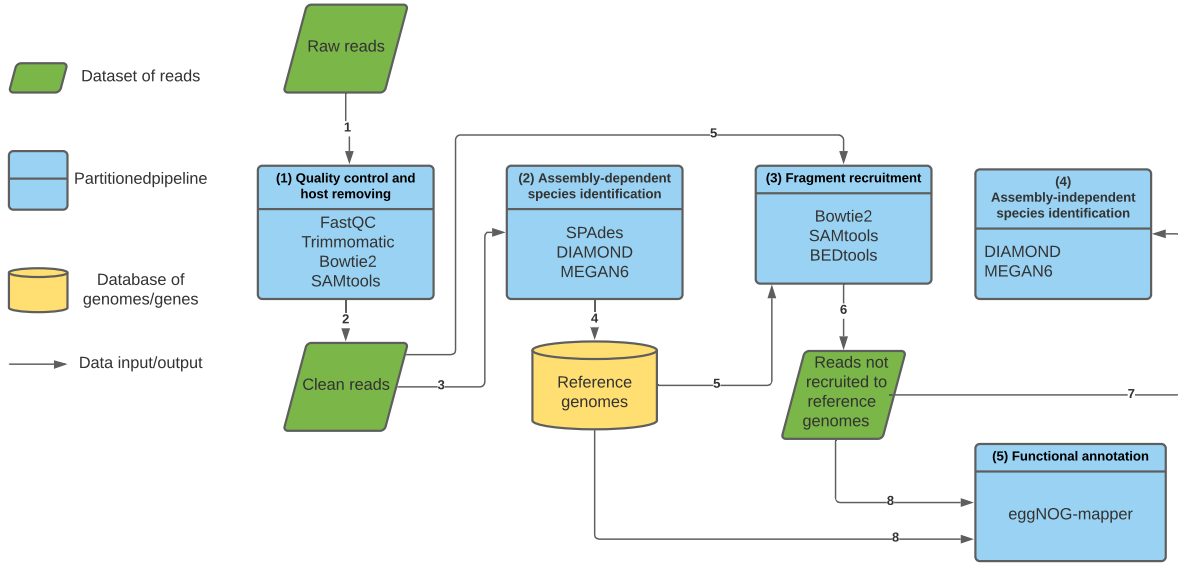 Dataset of reads
Partitionedpipeline
Database of
genomes/genes
Data input/output
Raw reads
1
(1) Quality control and
host removing
FastQC
Trimmomatic
Bowtie2
SAMtools
2
Clean reads
3
5
(2) Assembly-dependent
species identification
SPAdes
DIAMOND
MEGAN6
4
Reference
genomes
5
(3) Fragment recruitment
Bowtie2
SAMtools
BEDtools
6
Reads not
recruited to
reference
genomes
7
8
8
(4)
Assembly-independent
species identification
DIAMOND
MEGAN6
(5) Functional annotation
eggNOG-mapper